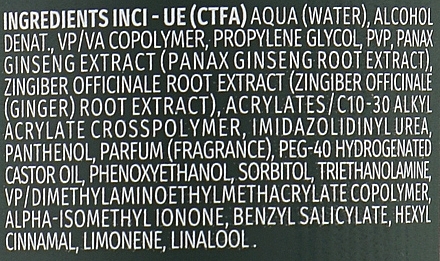 INGREDIENTS INCI - UE (CTFA) AQUA (WATER), ALCOHOL
DENAT., VP/VA COPOLYMER, PROPYLENE GLYCOL, PVP, PANAX
GINSENG EXTRACT (PANAX GINSENG ROOT EXTRACT),
ZINGIBER OFFICINALE ROOT EXTRACT (ZINGIBER OFFICINALE
(GINGER) ROOT EXTRACT), ACRYLATES/C10-30 ALKYL
ACRYLATE CROSSPOLYMER, IMIDAZOLIDINYL UREA,
PANTHENOL, PARFUM (FRAGRANCE), PEG-40 HYDROGENATED
CASTOR OIL, PHENOXYETHANOL, SORBITOL, TRIETHANOLAMINE,
VP/DIMETHYLAMINOETHYLMETHACRYLATE COPOLYMER,
ALPHA-ISOMETHYL IONONE, BENZYL SALICYLATE, HEXYL
CINNAMAL, LIMONENE, LINALOOL .